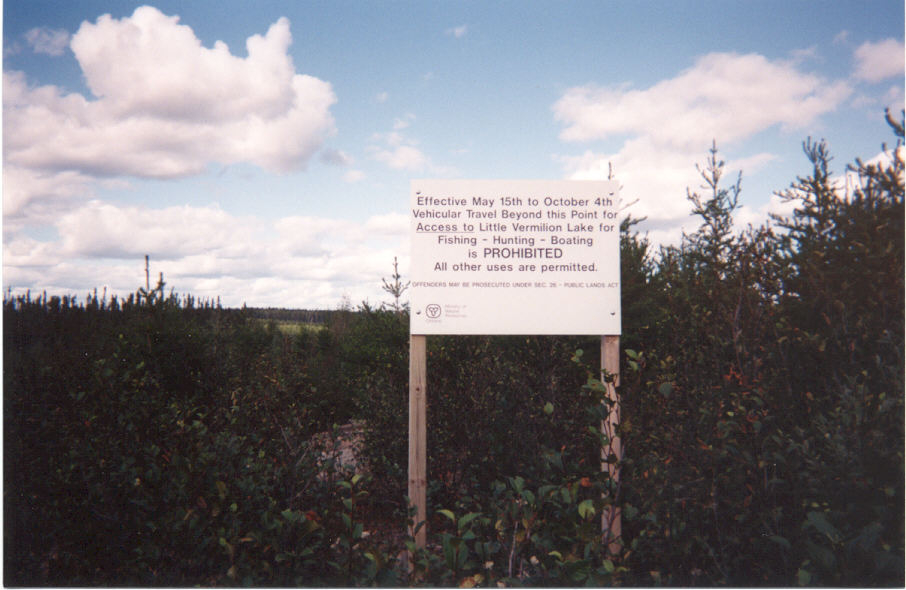 Effective May 15th to October 4th
Vehicular Travel Beyond this Point for
Access to Little Vermilion Lake for
Fishing - Hunting - Boating
is PROHIBITED
All other uses are permitted.
OFFENDERS MAY BE PROSECUTED UNDER SEC. 26 - PUBLIC LANDS ACT
Ministry of
Natural
Resources
Ontario